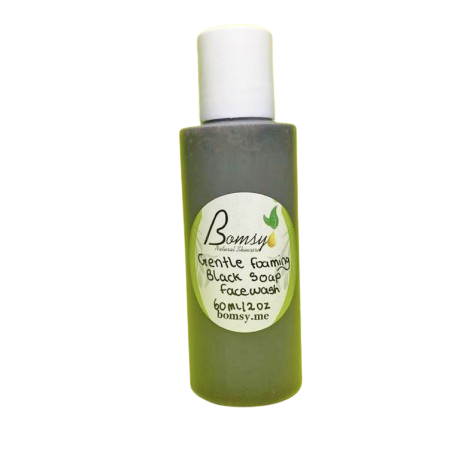 Bomsy
Natural Skincare
Gentle foaming
Black Soap
facewash
60ML/2OZ
bomsy.me